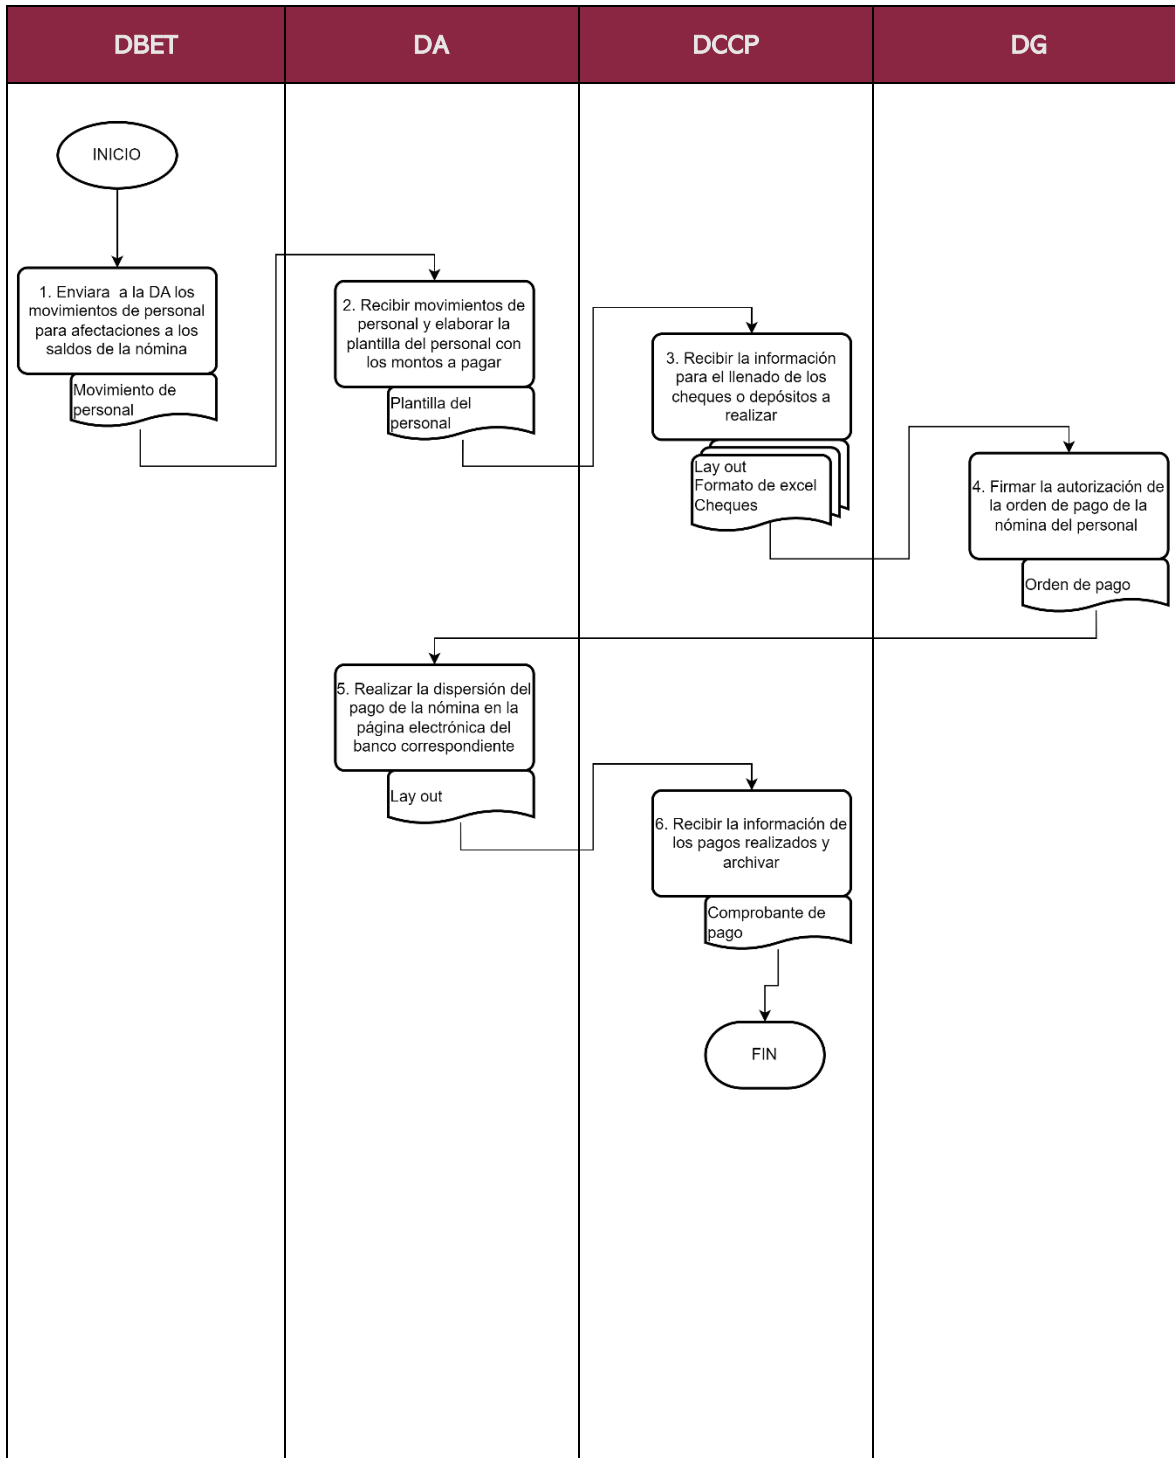 DBET
DA
DCCP
DG
INICIO
1. Enviara  a la DA los
movimientos de personal
para afectaciones a los
saldos de la nómina
Movimiento de
personal
2. Recibir movimientos de
personal y elaborar la
plantilla del personal con
los montos a pagar
Plantilla del
personal
3. Recibir la información
para el llenado de los
cheques o depósitos a
realizar
Lay out
Formato de excel
Cheques
4. Firmar la autorización de
la orden de pago de la
nómina del personal
Orden de pago
5. Realizar la dispersión del
pago de la nómina en la
página electrónica del
banco correspondiente
Lay out
6. Recibir la información de
los pagos realizados y
archivar
Comprobante de
pago
FIN